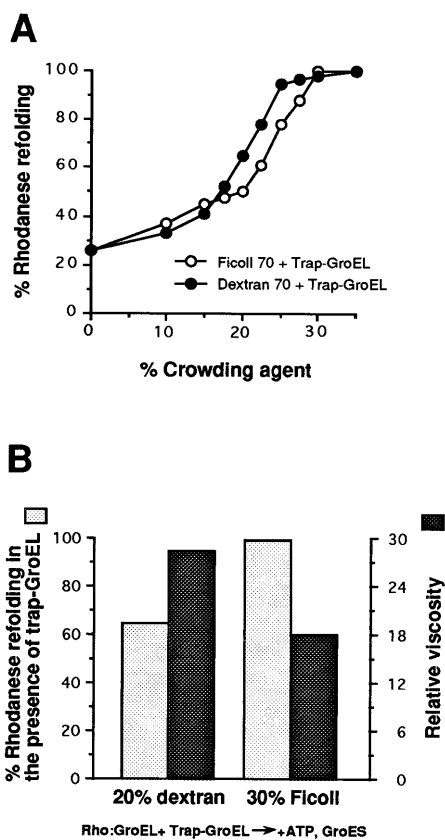 A
% Rhodanese refolding
100
80
60
40
20
0
Ficoll 70 + Trap-GroEL
Dextran 70 + Trap-GroEL
0 10 20 30
% Crowding agent
B
% Rhodanese refolding in
the presence of trap-GroEL
100
80
60
40
20
0
30
24
18
12
6
0
Relative viscosity
20% dextran 30% Ficoll
Rho:GroEL+ Trap-GroEL → +ATP, GroES